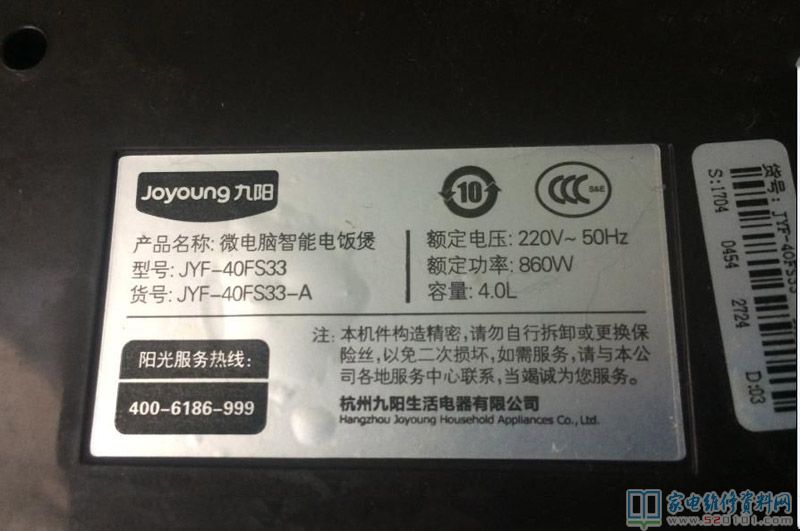 Joyoung 九阳
10
CCC S&E
产品名称: 微电脑智能电饭煲
型号: JYF-40FS33
货号: JYF-40FS33-A
额定电压: 220V~ 50Hz
额定功率: 860W
容量: 4.0L
阳光服务热线:
400-6186-999
注: 本机件构造精密,请勿自行拆卸或更换保
险丝,以免二次损坏,如需服务,请与本公
司各地服务中心联系,当竭诚为您服务。
杭州九阳生活电器有限公司
Hangzhou Joyoung Household Appliances Co., Ltd.
货号: JYF-40FS33
S:1704 0454 2724 D:03
家电维修资料网
www.520101.com